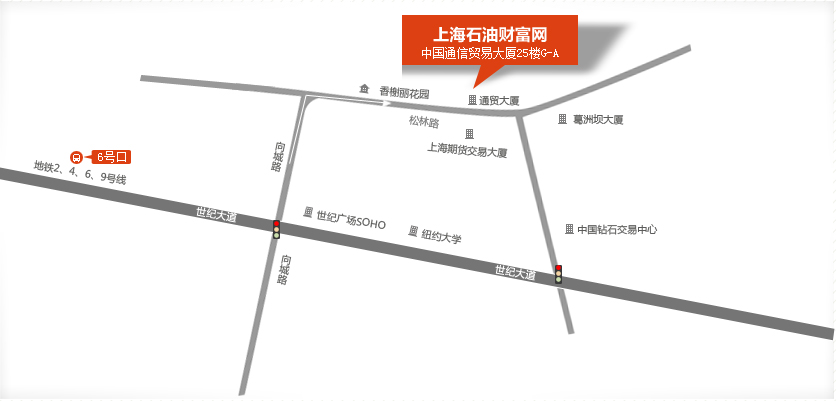 上海石油财富网
中国通信贸易大厦25楼G-A
香榭丽花园
通贸大厦
松林路
葛洲坝大厦
上海期货交易大厦
向城路
6号口
地铁2、4、6、9号线
世纪大道
世纪广场SOHO
纽约大学
中国钻石交易中心
向城路
世纪大道